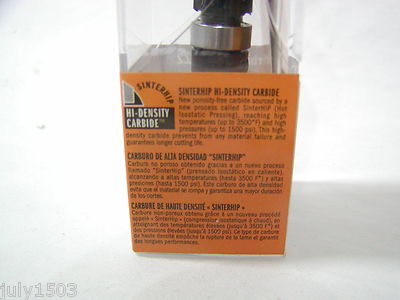 SINTERHIP
HI-DENSITY
CARBIDE™
SINTERHIP HI-DENSITY CARBIDE
New porosity-free carbide sourced by a
new process called SinterHIP (Hot
Isostatic Pressing), reaching high
temperatures (up to 3500°F) and high
pressures (up to 1500 psi). This high-
density carbide prevents from any material failure and
guarantees longer cutting life.
CARBURO DE ALTA DENSIDAD "SINTERHIP"
Carburo no poroso obtenido gracias a un nuevo proceso
llamado "SinterHip" (prensado isostático en caliente),
alcanzando a altas temperaturas (hasta 3500 F°) y altas
presiones (hasta 1500 psi). Este carburo de alta densidad
evita que el material se rompa y garantiza una mayor duración
de los cortes.
CARBURE DE HAUTE DENSITÉ « SINTERHIP »
Carbure non-poreux obtenu grâce à un nouveau procédé
appelé « SinterHip » (compression isostatique à chaud), en
atteignant des températures élevées (jusqu'à 3500 F°) et
des pressions élevées (jusqu'à 1500 psi). Ce type de carbure
de haute densité empêche la rupture de la lame et garantit
des longues performances.
july1503